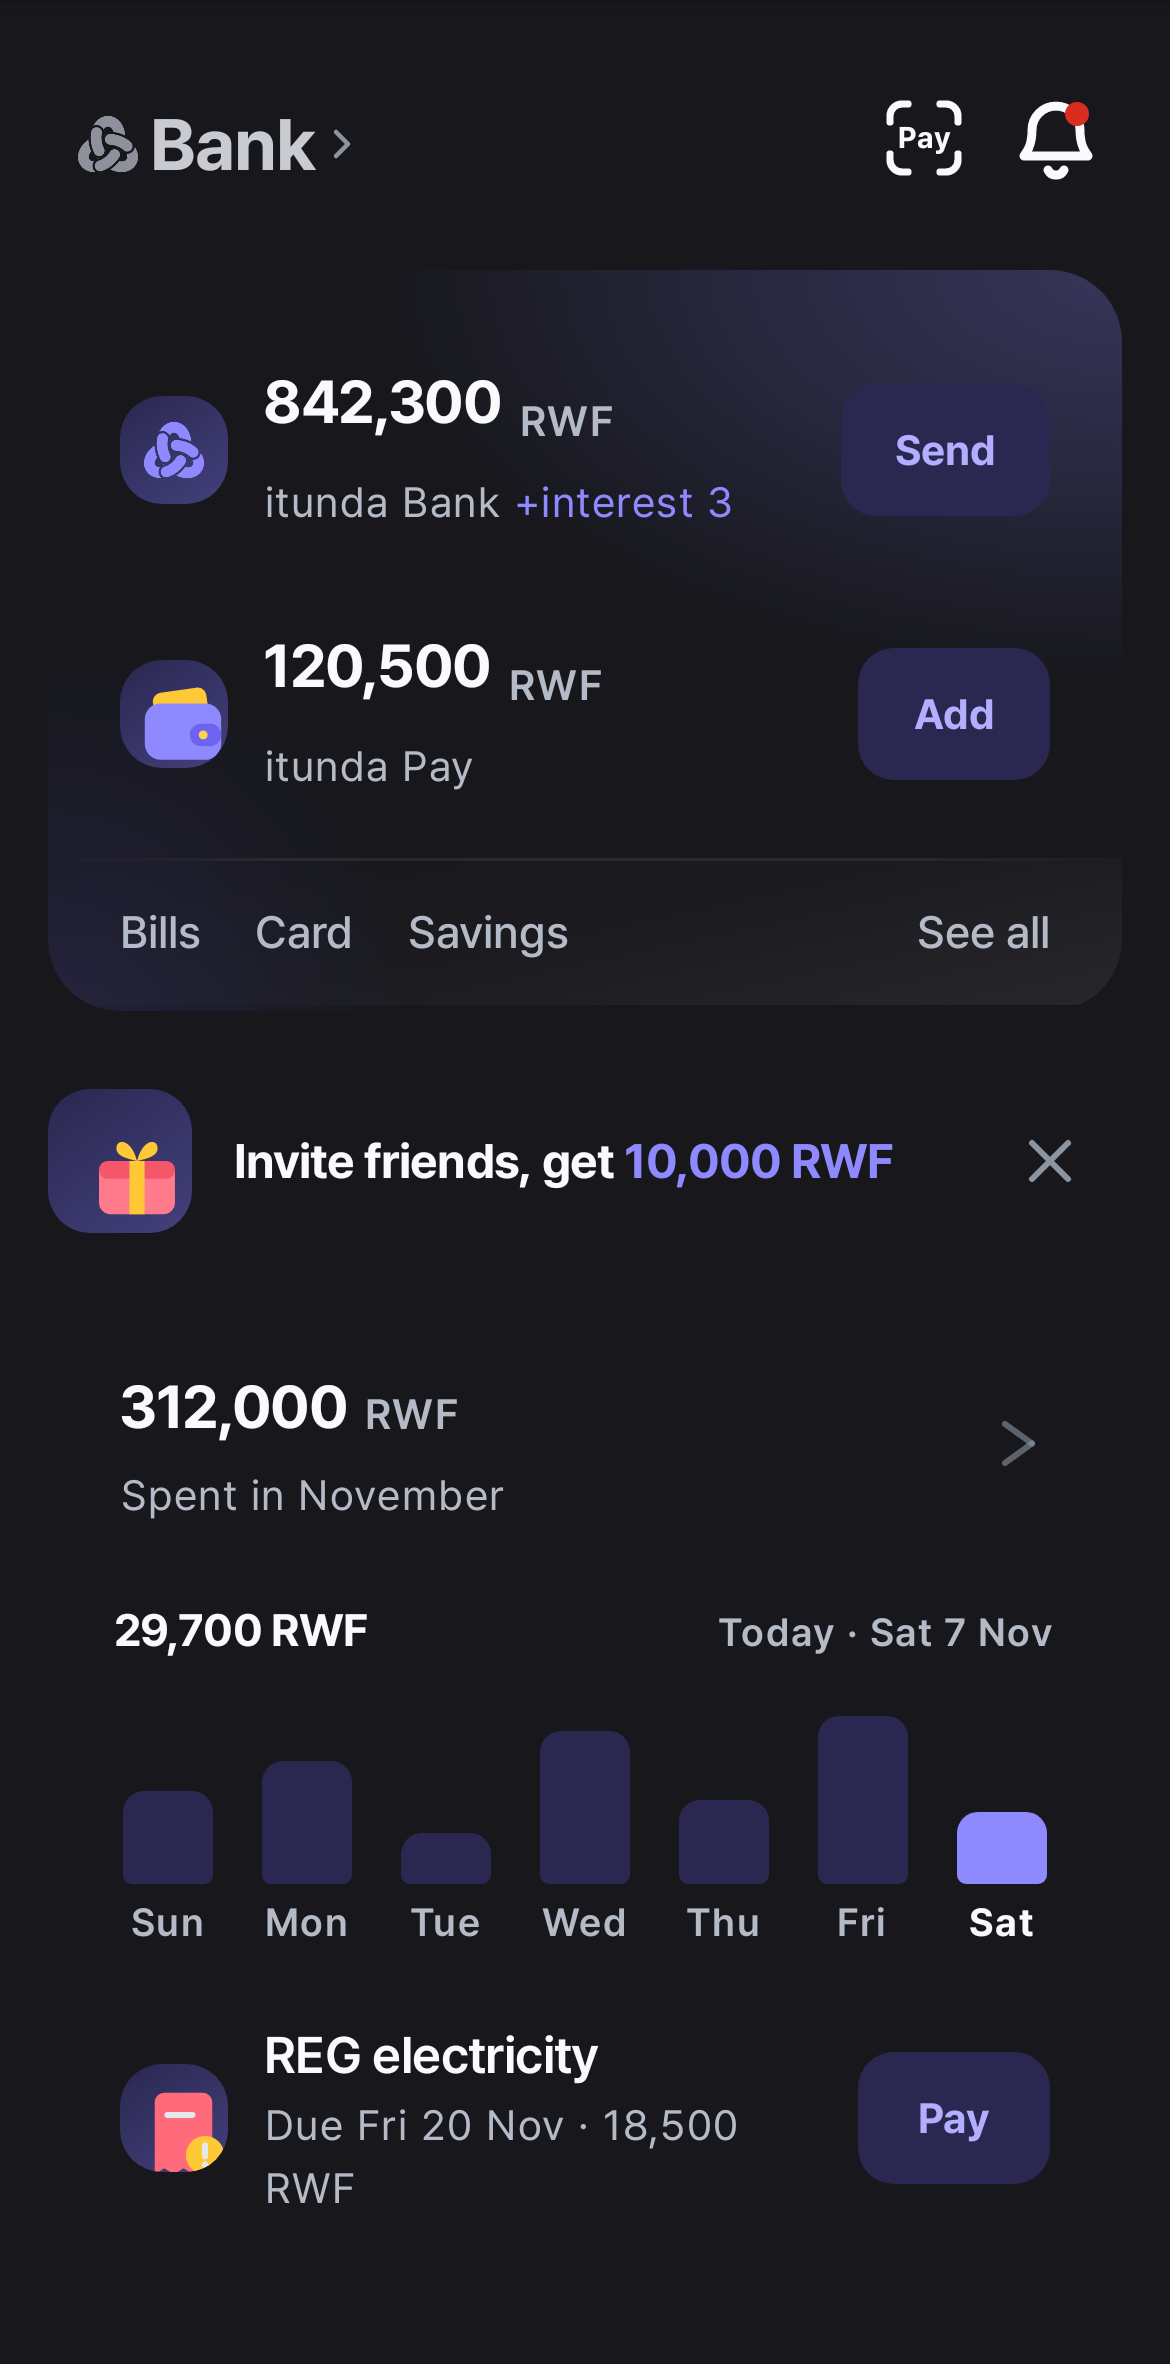 Bank
Pay
842,300 RWF
itunda Bank +interest 3
Send
120,500 RWF
itunda Pay
Add
Bills Card Savings See all
Invite friends, get 10,000 RWF
312,000 RWF
Spent in November
29,700 RWF
Today · Sat 7 Nov
Sun Mon Tue Wed Thu Fri Sat
REG electricity
Due Fri 20 Nov · 18,500
RWF
Pay